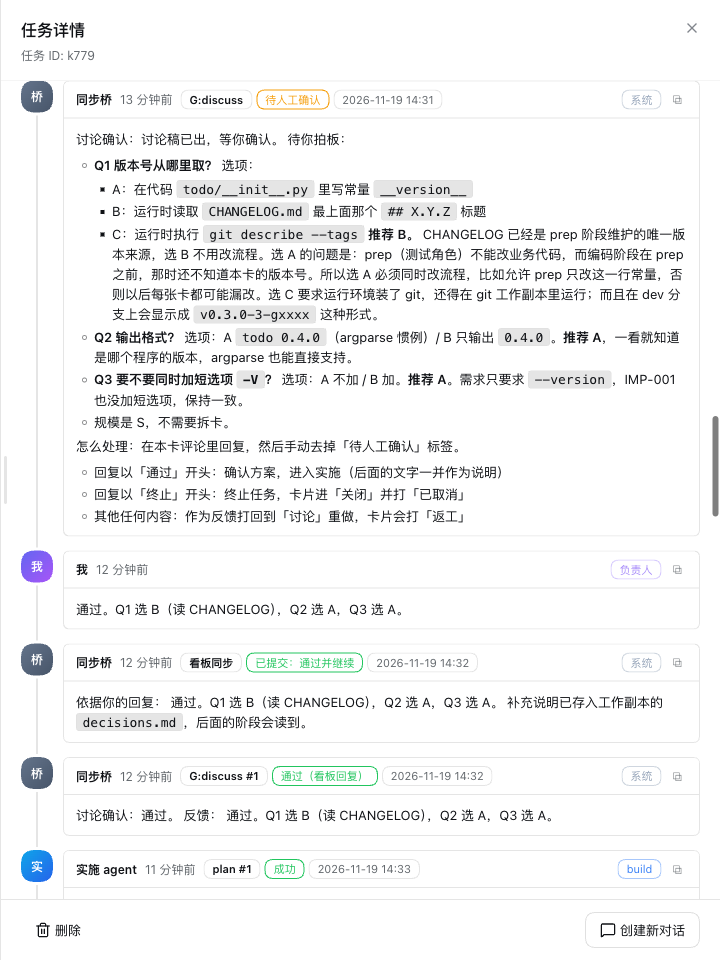 任务详情
任务 ID: k779
桥
同步桥 13 分钟前 G:discuss 待人工确认 2026-11-19 14:31 系统
讨论确认：讨论稿已出，等你确认。 待你拍板：
Q1 版本号从哪里取？ 选项：
A：在代码 todo/__init__.py 里写常量 __version__
B：运行时读取 CHANGELOG.md 最上面那个 ## X.Y.Z 标题
C：运行时执行 git describe --tags 推荐 B。CHANGELOG 已经是 prep 阶段维护的唯一版
本来源，选 B 不用改流程。选 A 的问题是：prep（测试角色）不能改业务代码，而编码阶段在 prep
之前，那时还不知道本卡的版本号。所以选 A 必须同时改流程，比如允许 prep 只改这一行常量，否
则以后每张卡都可能漏改。选 C 要求运行环境装了 git，还得在 git 工作副本里运行；而且在 dev 分
支上会显示成 v0.3.0-3-gxxxx 这种形式。
Q2 输出格式？ 选项：A todo 0.4.0（argparse 惯例）/ B 只输出 0.4.0。推荐 A，一看就知道
是哪个程序的版本，argparse 也能直接支持。
Q3 要不要同时加短选项 -V？ 选项：A 不加 / B 加。推荐 A。需求只要求 --version，IMP-001
也没加短选项，保持一致。
规模是 S，不需要拆卡。
怎么处理：在本卡评论里回复，然后手动去掉「待人工确认」标签。
回复以「通过」开头：确认方案，进入实施（后面的文字一并作为说明）
回复以「终止」开头：终止任务，卡片进「关闭」并打「已取消」
其他任何内容：作为反馈打回到「讨论」重做，卡片会打「返工」
我
我 12 分钟前 负责人
通过。Q1 选 B（读 CHANGELOG），Q2 选 A，Q3 选 A。
桥
同步桥 12 分钟前 看板同步 已提交：通过并继续 2026-11-19 14:32 系统
依据你的回复： 通过。Q1 选 B（读 CHANGELOG），Q2 选 A，Q3 选 A。 补充说明已存入工作副本的
decisions.md，后面的阶段会读到。
桥
同步桥 12 分钟前 G:discuss #1 通过（看板回复） 2026-11-19 14:32 系统
讨论确认：通过。 反馈： 通过。Q1 选 B（读 CHANGELOG），Q2 选 A，Q3 选 A。
实
实施 agent 11 分钟前 plan #1 成功 2026-11-19 14:33 build
删除 创建新对话